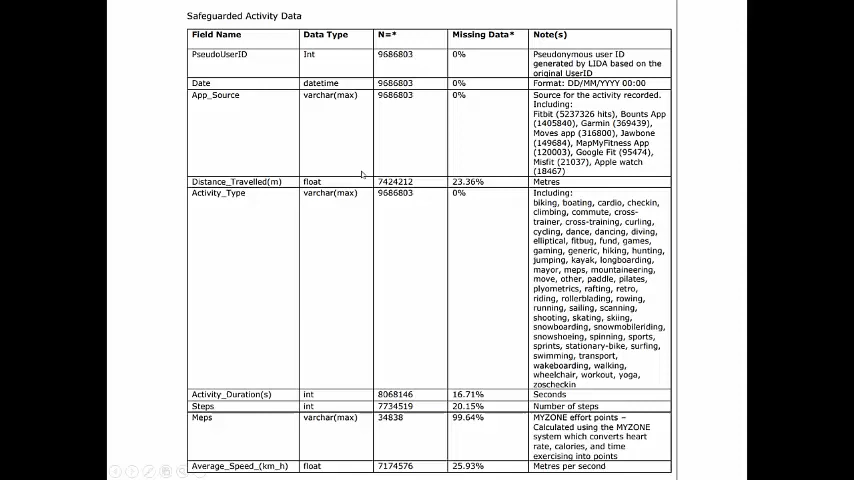 Safeguarded Activity Data
Field Name Data Type N=* Missing Data* Note(s)
PseudoUserID Int 9686803 0% Pseudonymous user ID
generated by LIDA based on the
original UserID
Date datetime 9686803 0% Format: DD/MM/YYYY 00:00
App_Source varchar(max) 9686803 0% Source for the activity recorded.
Including:
Fitbit (5237326 hits), Bounts App
(1405840), Garmin (369439),
Moves app (316800), Jawbone
(149684), MapMyFitness App
(120003), Google Fit (95474),
Misfit (21037), Apple watch
(18467)
Distance_Travelled(m) float 7424212 23.36% Metres
Activity_Type varchar(max) 9686803 0% Including:
biking, boating, cardio, checkin,
climbing, commute, cross-
trainer, cross-training, curling,
cycling, dance, dancing, diving,
elliptical, fitbug, fund, games,
gaming, generic, hiking, hunting,
jumping, kayak, longboarding,
mayor, meps, mountaineering,
move, other, paddle, pilates,
plyometrics, rafting, retro,
riding, rollerblading, rowing,
running, sailing, scanning,
shooting, skating, skiing,
snowboarding, snowmobileriding,
snowshoeing, spinning, sports,
sprints, stationary-bike, surfing,
swimming, transport,
wakeboarding, walking,
wheelchair, workout, yoga,
zoscheckin
Activity_Duration(s) int 8068146 16.71% Seconds
Steps int 7734519 20.15% Number of steps
Meps varchar(max) 34838 99.64% MYZONE effort points –
Calculated using the MYZONE
system which converts heart
rate, calories, and time
exercising into points
Average_Speed_(km_h) float 7174576 25.93% Metres per second